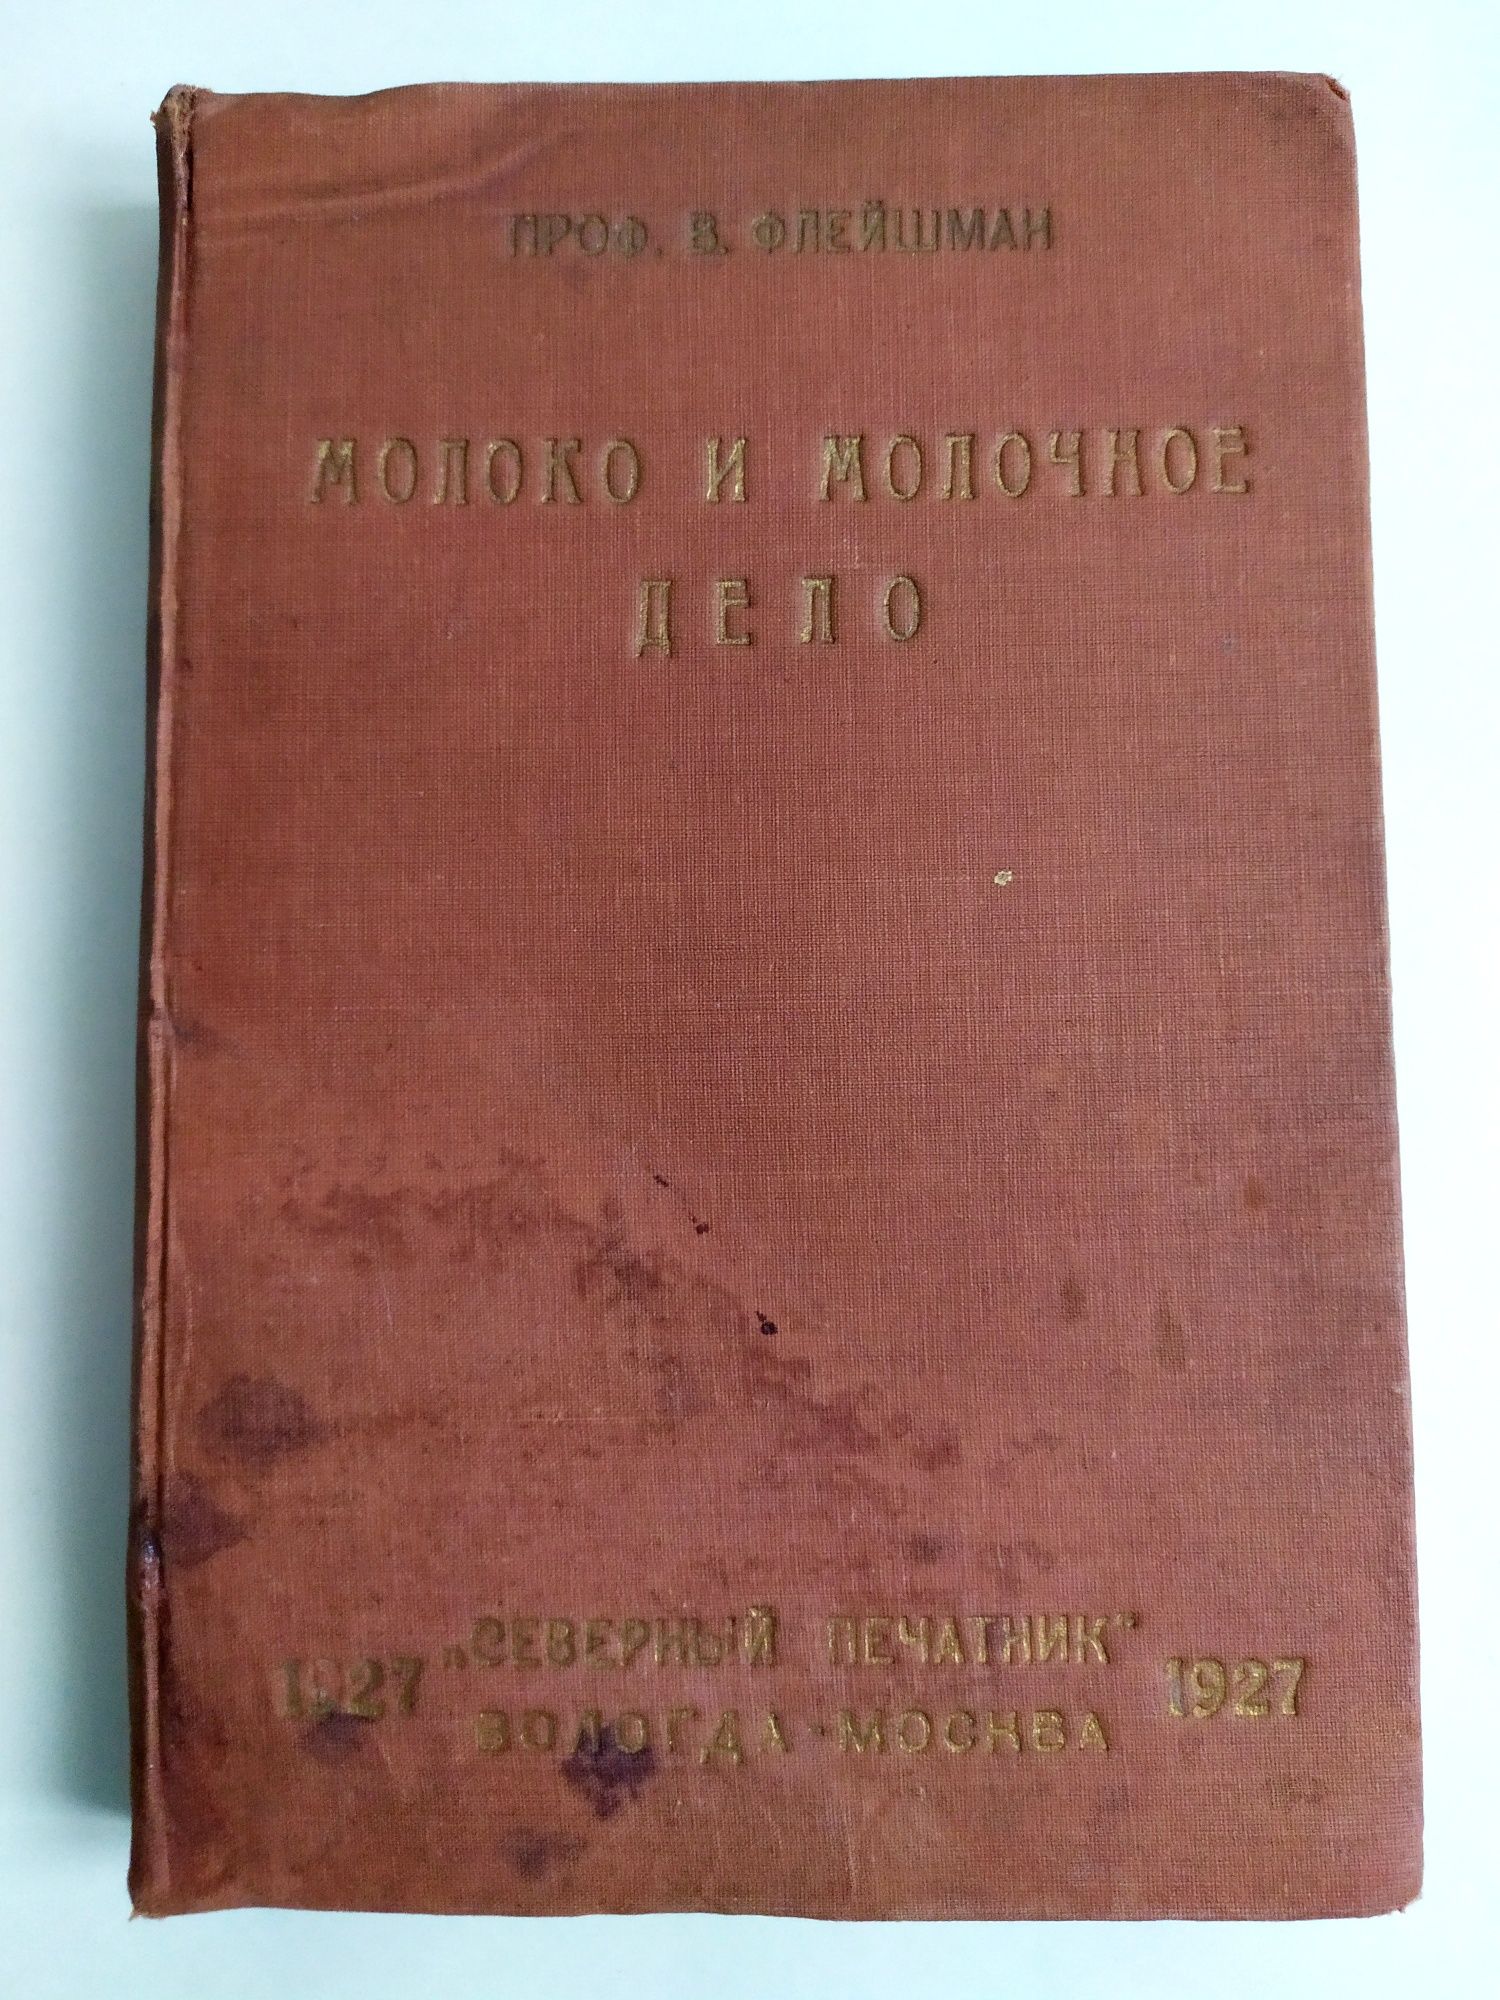 ПРОФ. В. ФЛЕЙШМАН
МОЛОКО И МОЛОЧНОЕ
ДЕЛО
1927 „СЕВЕРНЫЙ ПЕЧАТНИК“ 1927
ВОЛОГДА-МОСКВА